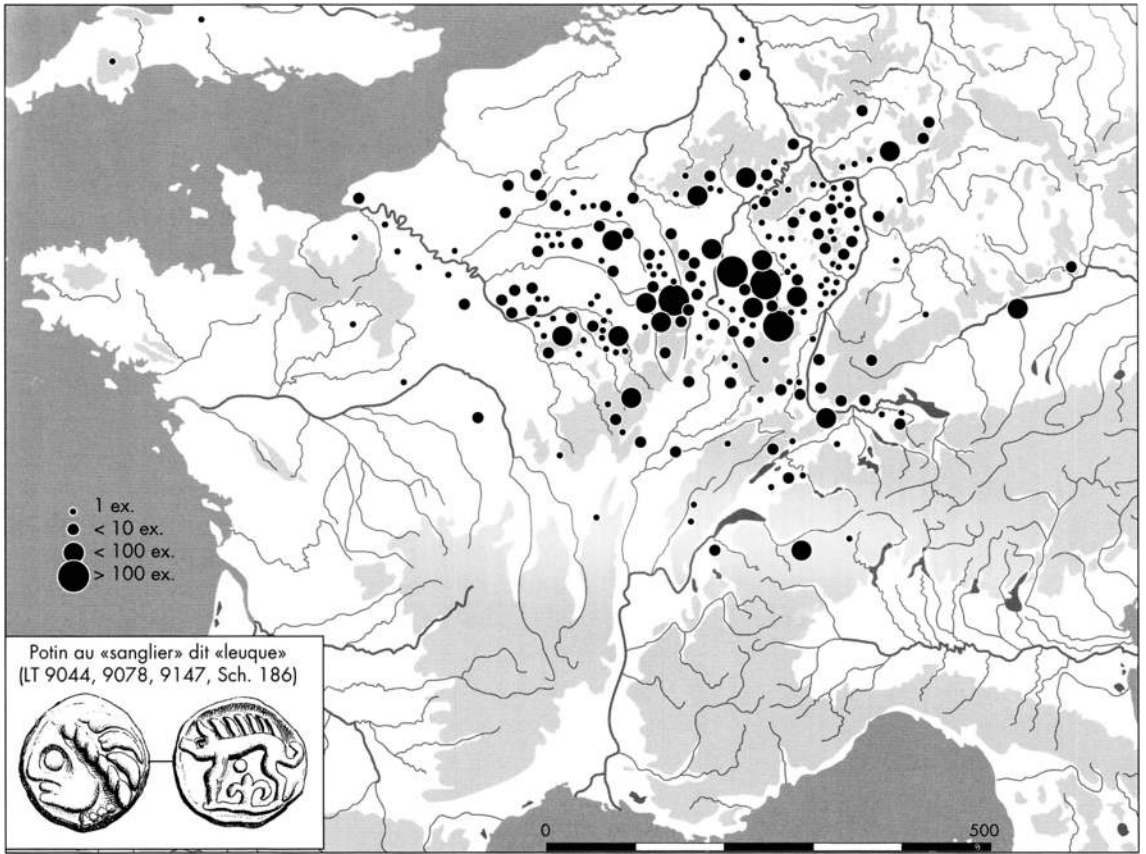 1 ex.
< 10 ex.
< 100 ex.
> 100 ex.
Potin au «sanglier» dit «leuque»
(LT 9044, 9078, 9147, Sch. 186)
0 500